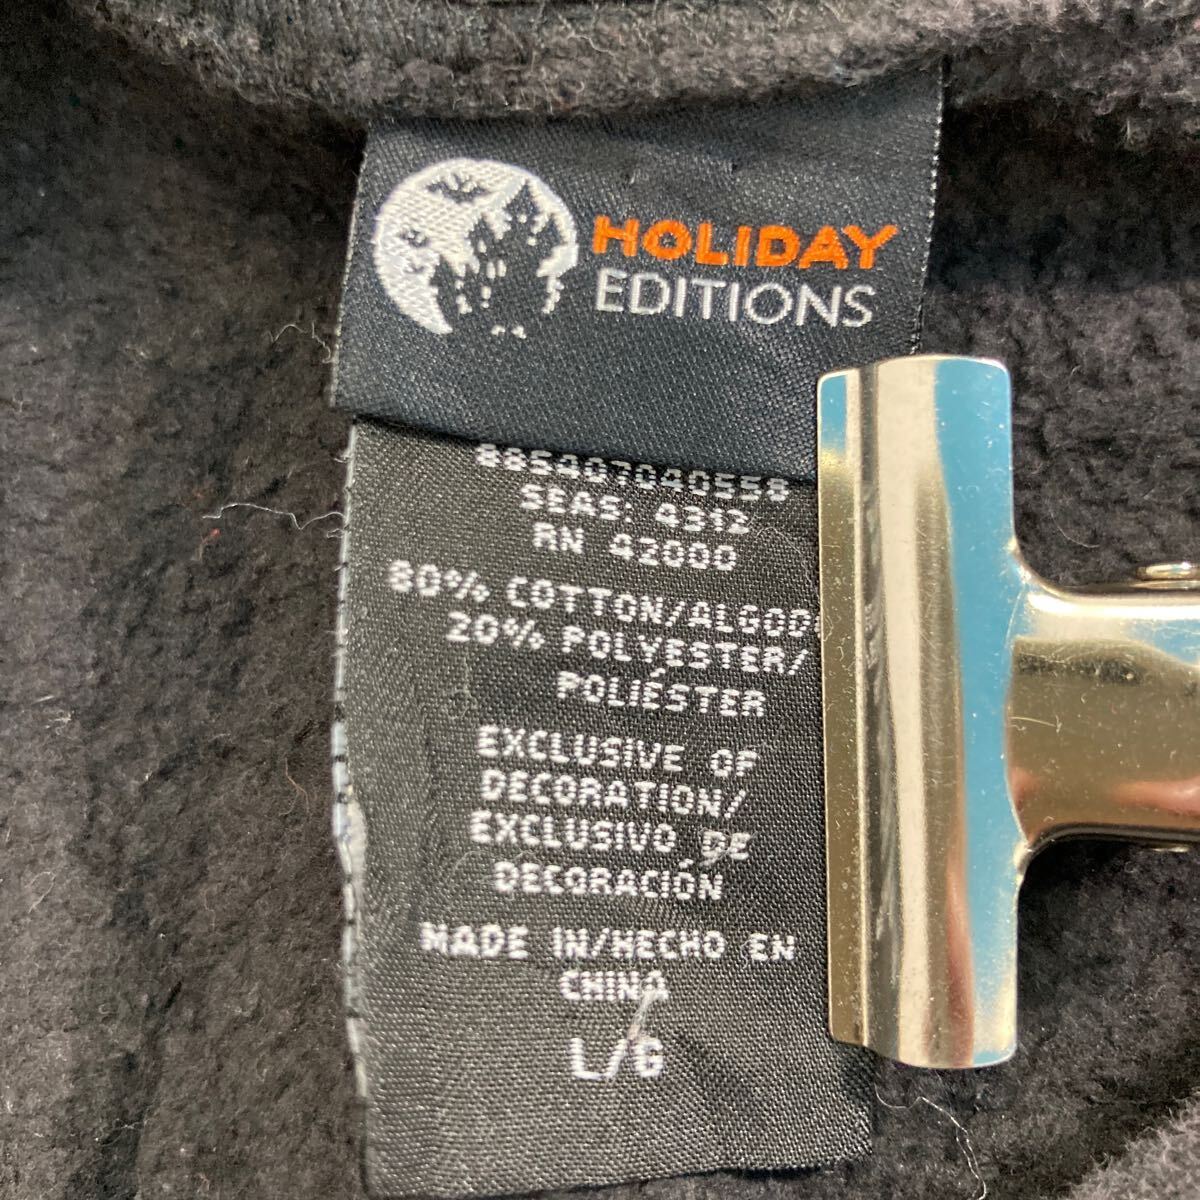 HOLIDAY
EDITIONS
885407040558
SEAS: 4312
RN 42000
80% COTTON/ALGOD
20% POLYESTER/
POLIÉSTER
EXCLUSIVE OF
DECORATION/
EXCLUSIVO DE
DECORACIÓN
MADE IN/HECHO EN
CHINA
L/G